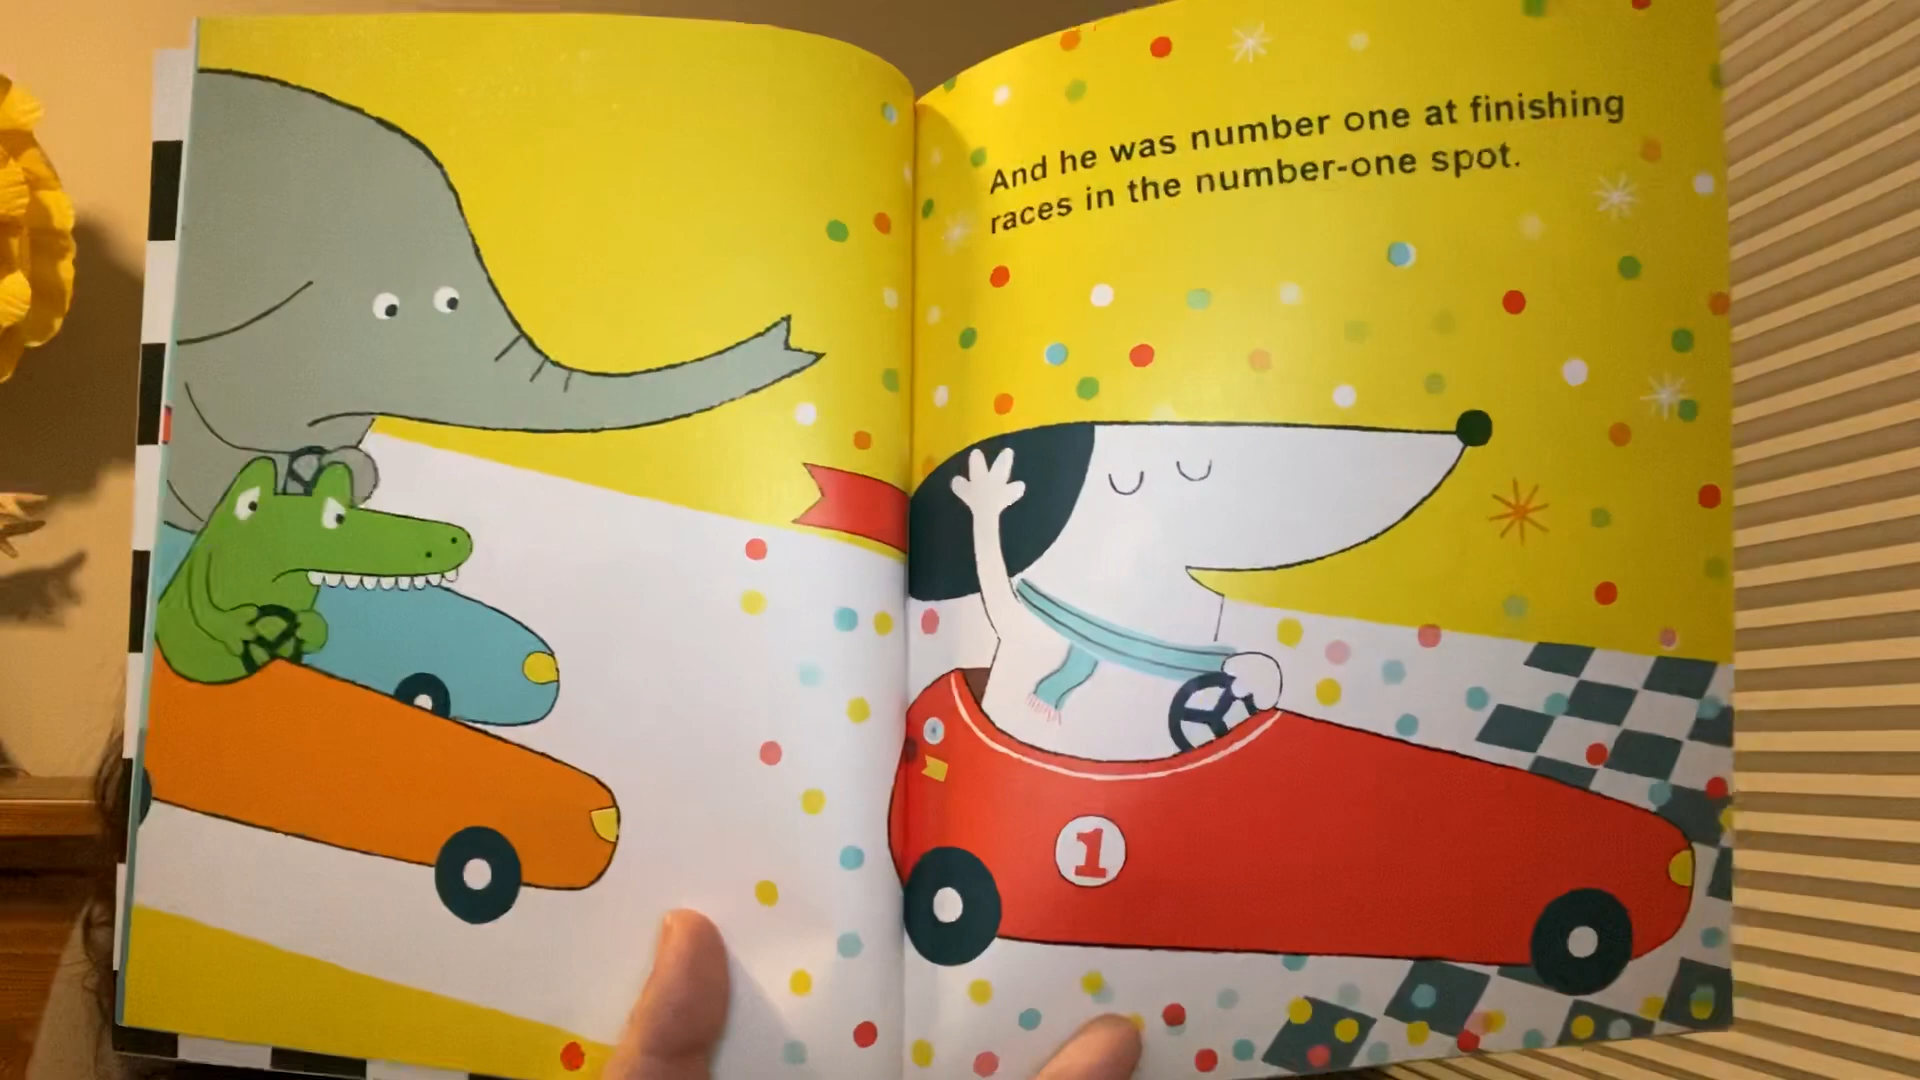 And he was number one at finishing
races in the number-one spot.
1